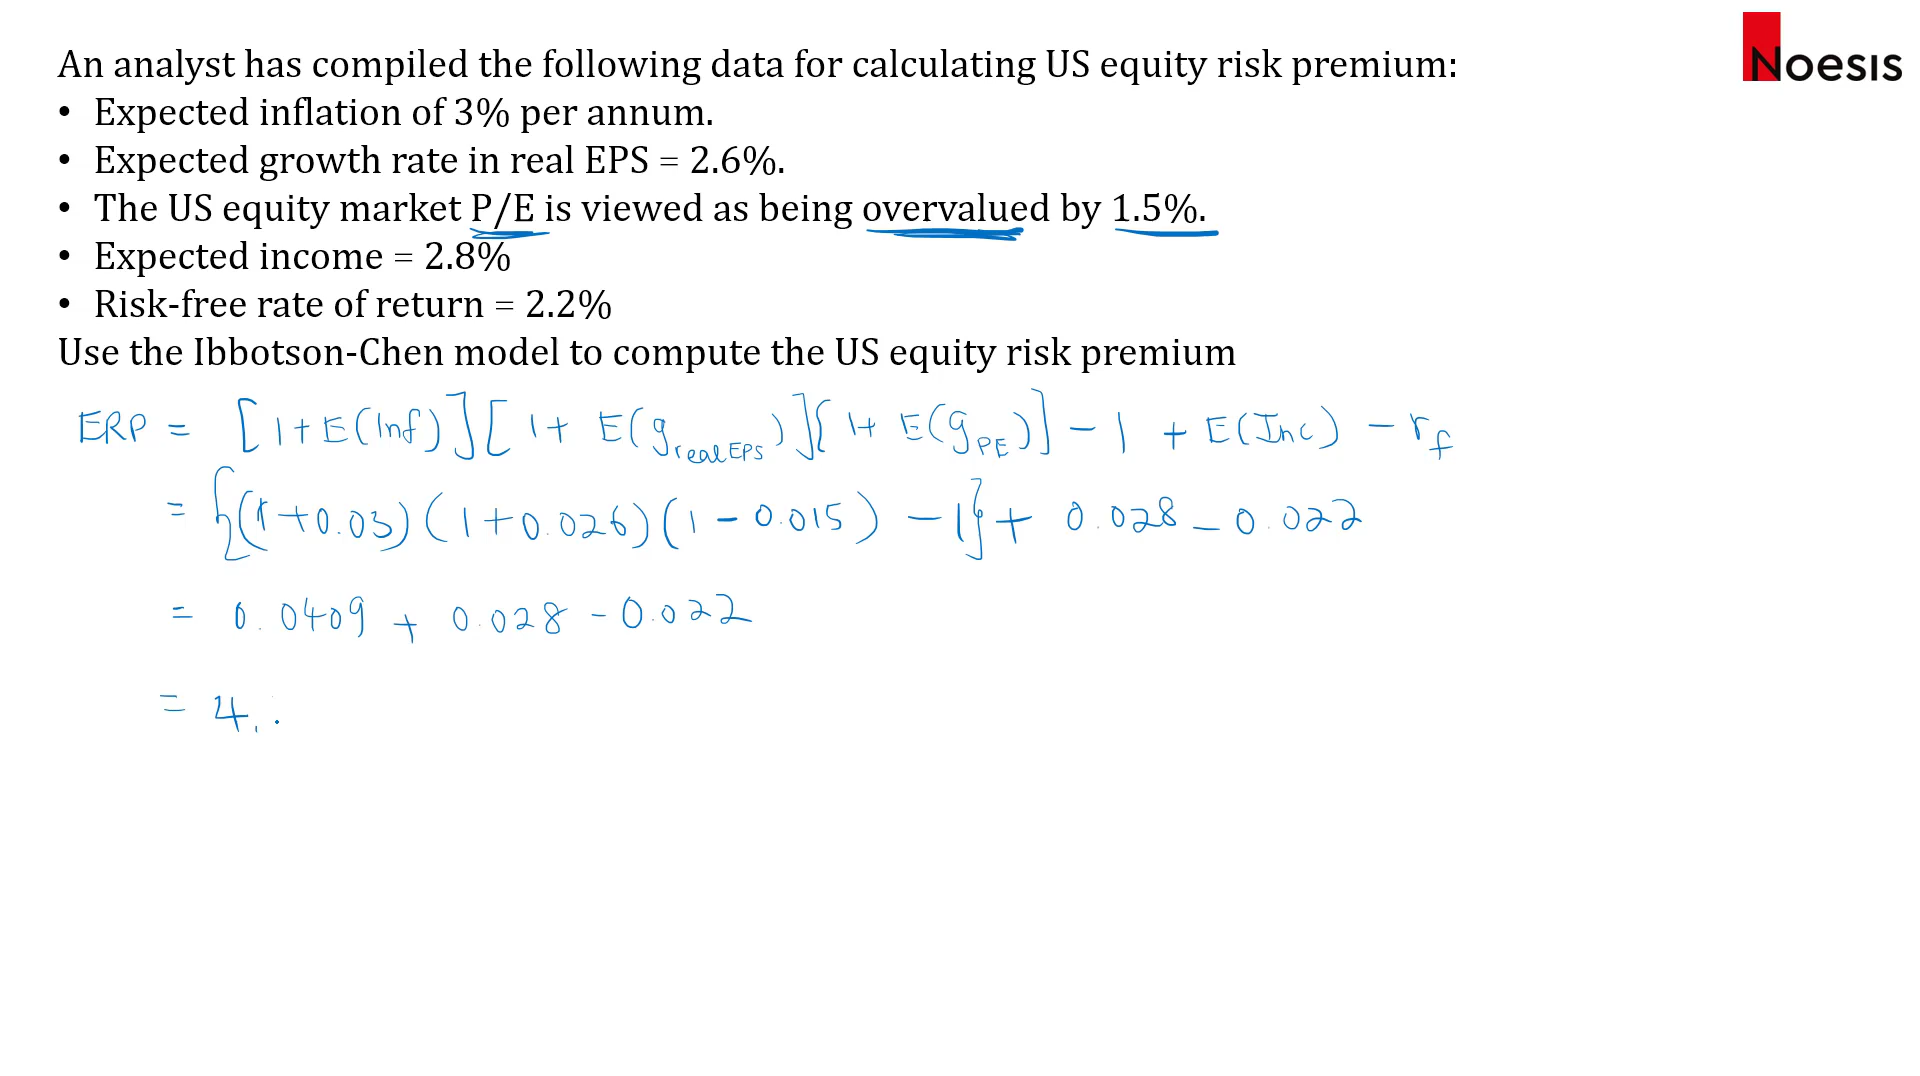 An analyst has compiled the following data for calculating US equity risk premium:
Noesis
• Expected inflation of 3% per annum.
• Expected growth rate in real EPS = 2.6%.
• The US equity market P/E is viewed as being overvalued by 1.5%.
• Expected income = 2.8%
• Risk-free rate of return = 2.2%
Use the Ibbotson-Chen model to compute the US equity risk premium
ERP = [1+E(Inf)][1+ E(g_realEPS)][1+ E(g_PE)] - 1 + E(Inc) - r_f
= {(1+0.03)(1+0.026)(1-0.015) - 1} + 0.028 - 0.022
= 0.0409 + 0.028 - 0.022
= 4.